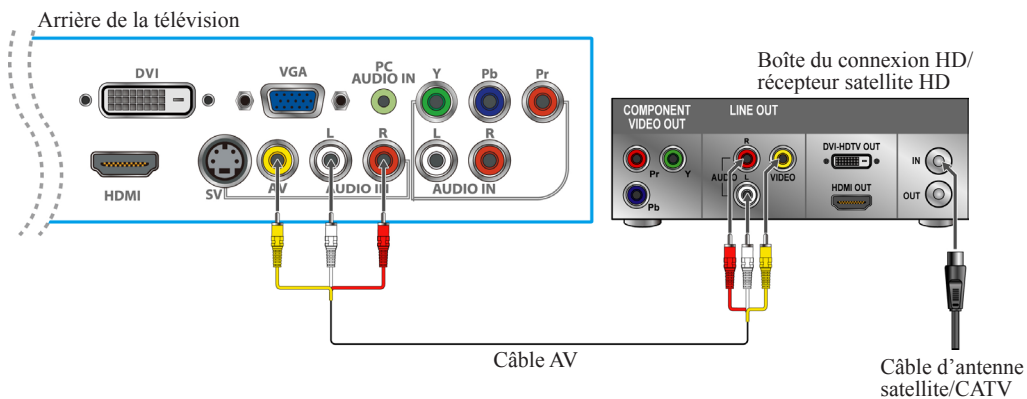 Arrière de la télévision
DVI
VGA
PC
AUDIO IN
Y
Pb
Pr
HDMI
SV
AV
L
R
AUDIO IN
L
R
AUDIO IN
Boîte du connexion HD/
récepteur satellite HD
COMPONENT
VIDEO OUT
LINE OUT
Pr
Y
Pb
R
AUDIO
L
VIDEO
DVI-HDTV OUT
HDMI OUT
IN
OUT
Câble AV
Câble d’antenne
satellite/CATV